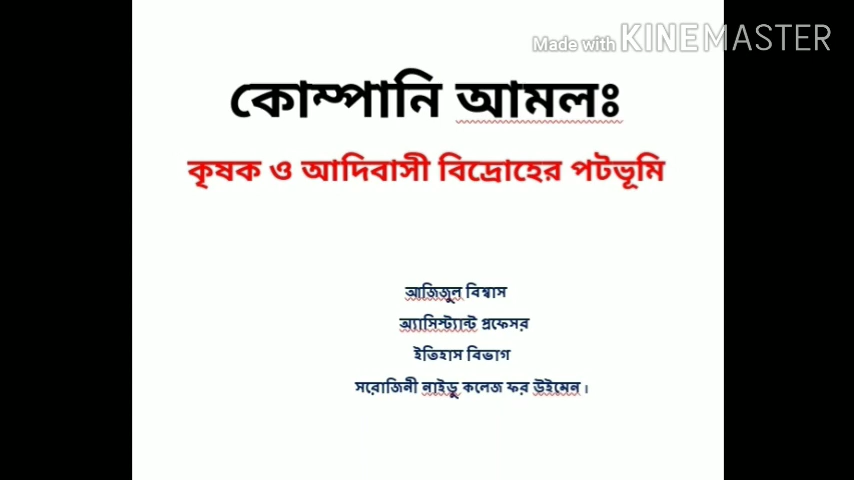 Made with KINEMASTER
কোম্পানি আমলঃ
কৃষক ও আদিবাসী বিদ্রোহের পটভূমি
আজিজুল বিশ্বাস
অ্যাসিস্ট্যান্ট প্রফেসর
ইতিহাস বিভাগ
সরোজিনী নাইডু কলেজ ফর উইমেন।